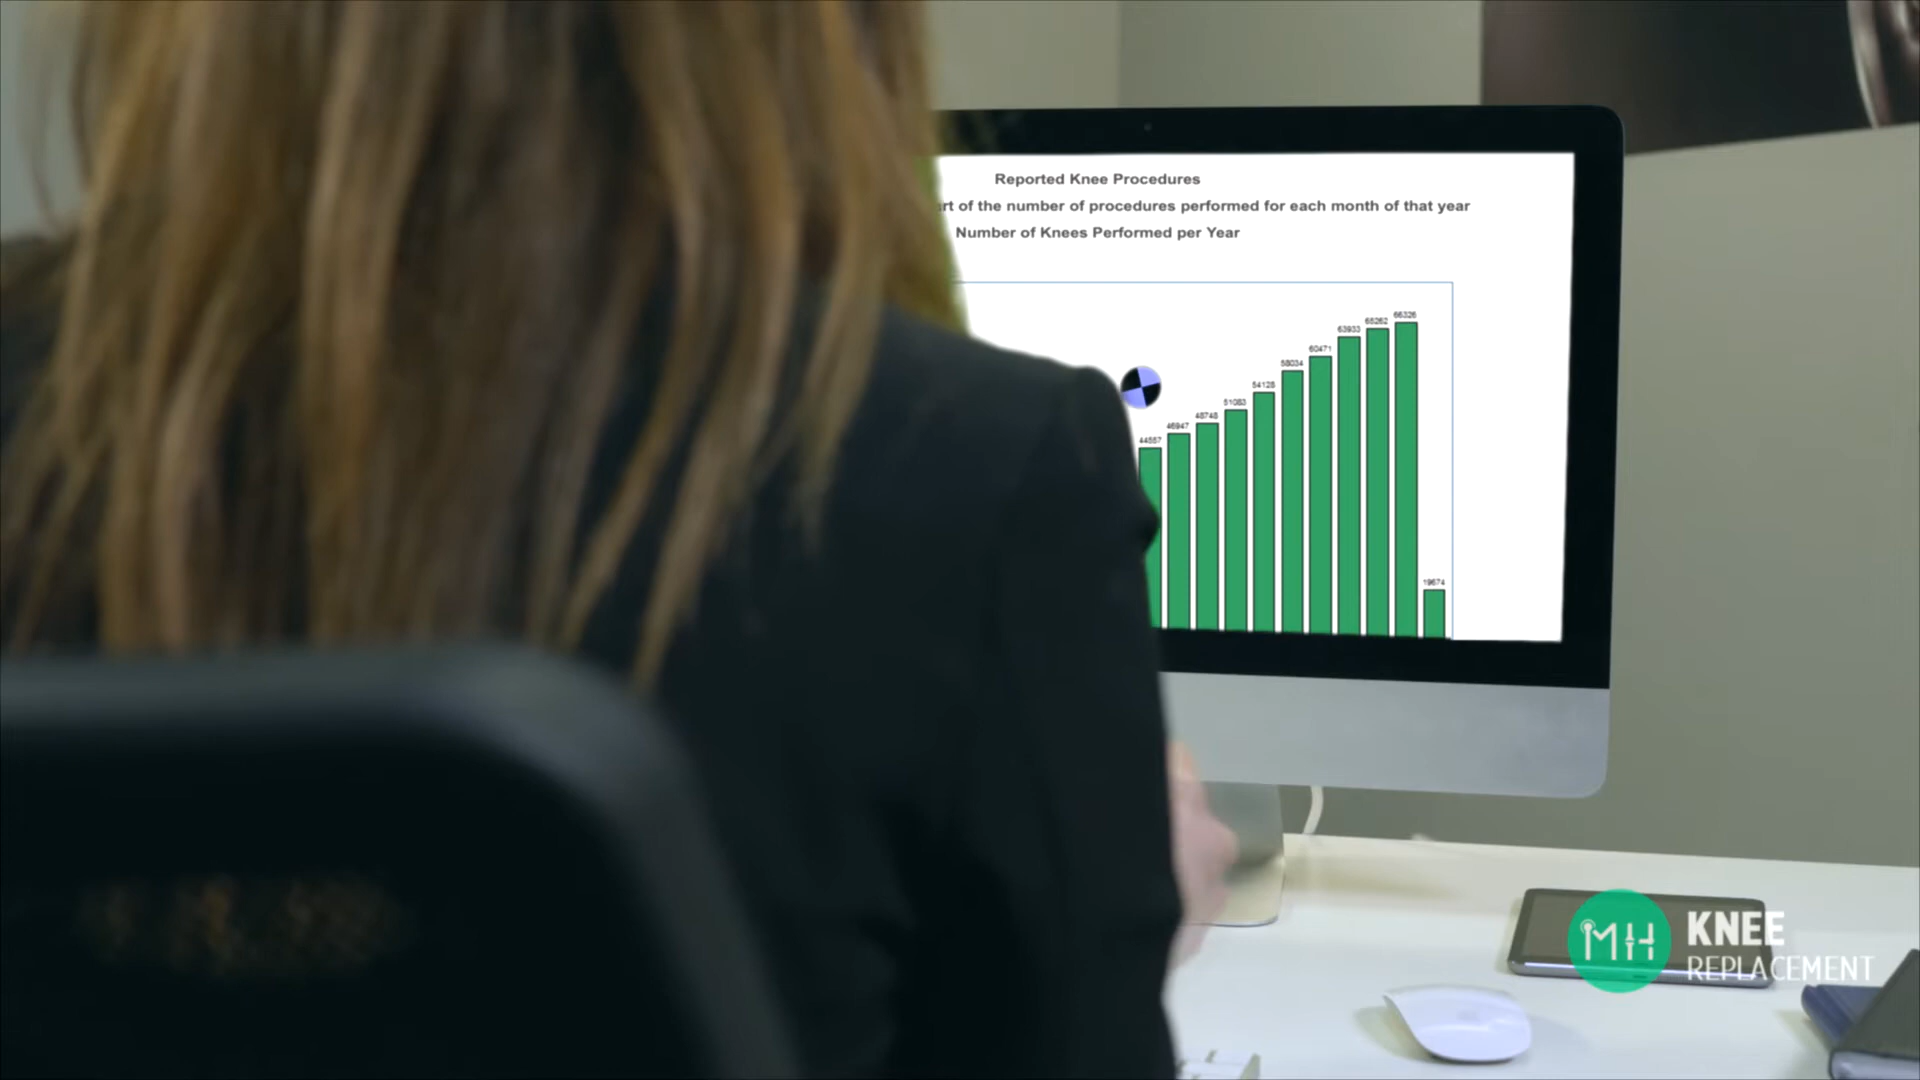 Reported Knee Procedures
of the number of procedures performed for each month of that year
Number of Knees Performed per Year
66326
65262
63933
60471
58034
54128
51083
48748
46947
44557
19674
MH
KNEE
REPLACEMENT